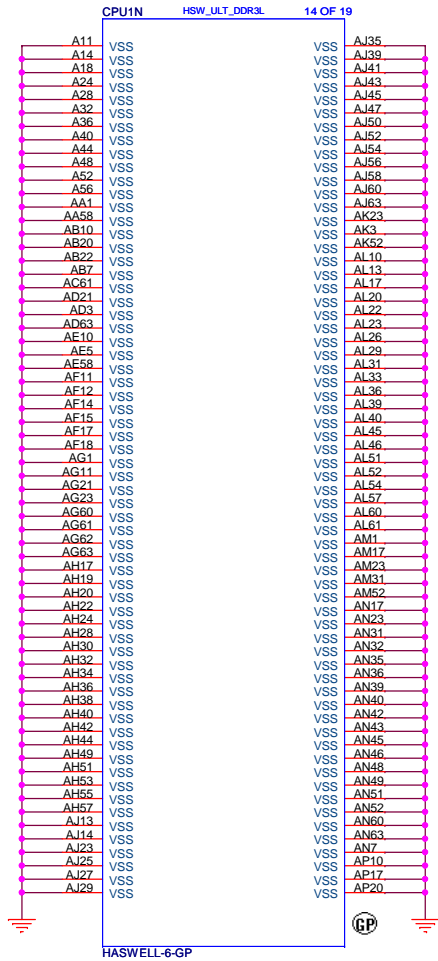 CPU1N HSW_ULT_DDR3L 14 OF 19
A11 VSS VSS AJ35
A14 VSS VSS AJ39
A18 VSS VSS AJ41
A24 VSS VSS AJ43
A28 VSS VSS AJ45
A32 VSS VSS AJ47
A36 VSS VSS AJ50
A40 VSS VSS AJ52
A44 VSS VSS AJ54
A48 VSS VSS AJ56
A52 VSS VSS AJ58
A56 VSS VSS AJ60
AA1 VSS VSS AJ63
AA58 VSS VSS AK23
AB10 VSS VSS AK3
AB20 VSS VSS AK52
AB22 VSS VSS AL10
AB7 VSS VSS AL13
AC61 VSS VSS AL17
AD21 VSS VSS AL20
AD3 VSS VSS AL22
AD63 VSS VSS AL23
AE10 VSS VSS AL26
AE5 VSS VSS AL29
AE58 VSS VSS AL31
AF11 VSS VSS AL33
AF12 VSS VSS AL36
AF14 VSS VSS AL39
AF15 VSS VSS AL40
AF17 VSS VSS AL45
AF18 VSS VSS AL46
AG1 VSS VSS AL51
AG11 VSS VSS AL52
AG21 VSS VSS AL54
AG23 VSS VSS AL57
AG60 VSS VSS AL60
AG61 VSS VSS AL61
AG62 VSS VSS AM1
AG63 VSS VSS AM17
AH17 VSS VSS AM23
AH19 VSS VSS AM31
AH20 VSS VSS AM52
AH22 VSS VSS AN17
AH24 VSS VSS AN23
AH28 VSS VSS AN31
AH30 VSS VSS AN32
AH32 VSS VSS AN35
AH34 VSS VSS AN36
AH36 VSS VSS AN39
AH38 VSS VSS AN40
AH40 VSS VSS AN42
AH42 VSS VSS AN43
AH44 VSS VSS AN45
AH49 VSS VSS AN46
AH51 VSS VSS AN48
AH53 VSS VSS AN49
AH55 VSS VSS AN51
AH57 VSS VSS AN52
AJ13 VSS VSS AN60
AJ14 VSS VSS AN63
AJ23 VSS VSS AN7
AJ25 VSS VSS AP10
AJ27 VSS VSS AP17
AJ29 VSS VSS AP20
GP
HASWELL-6-GP